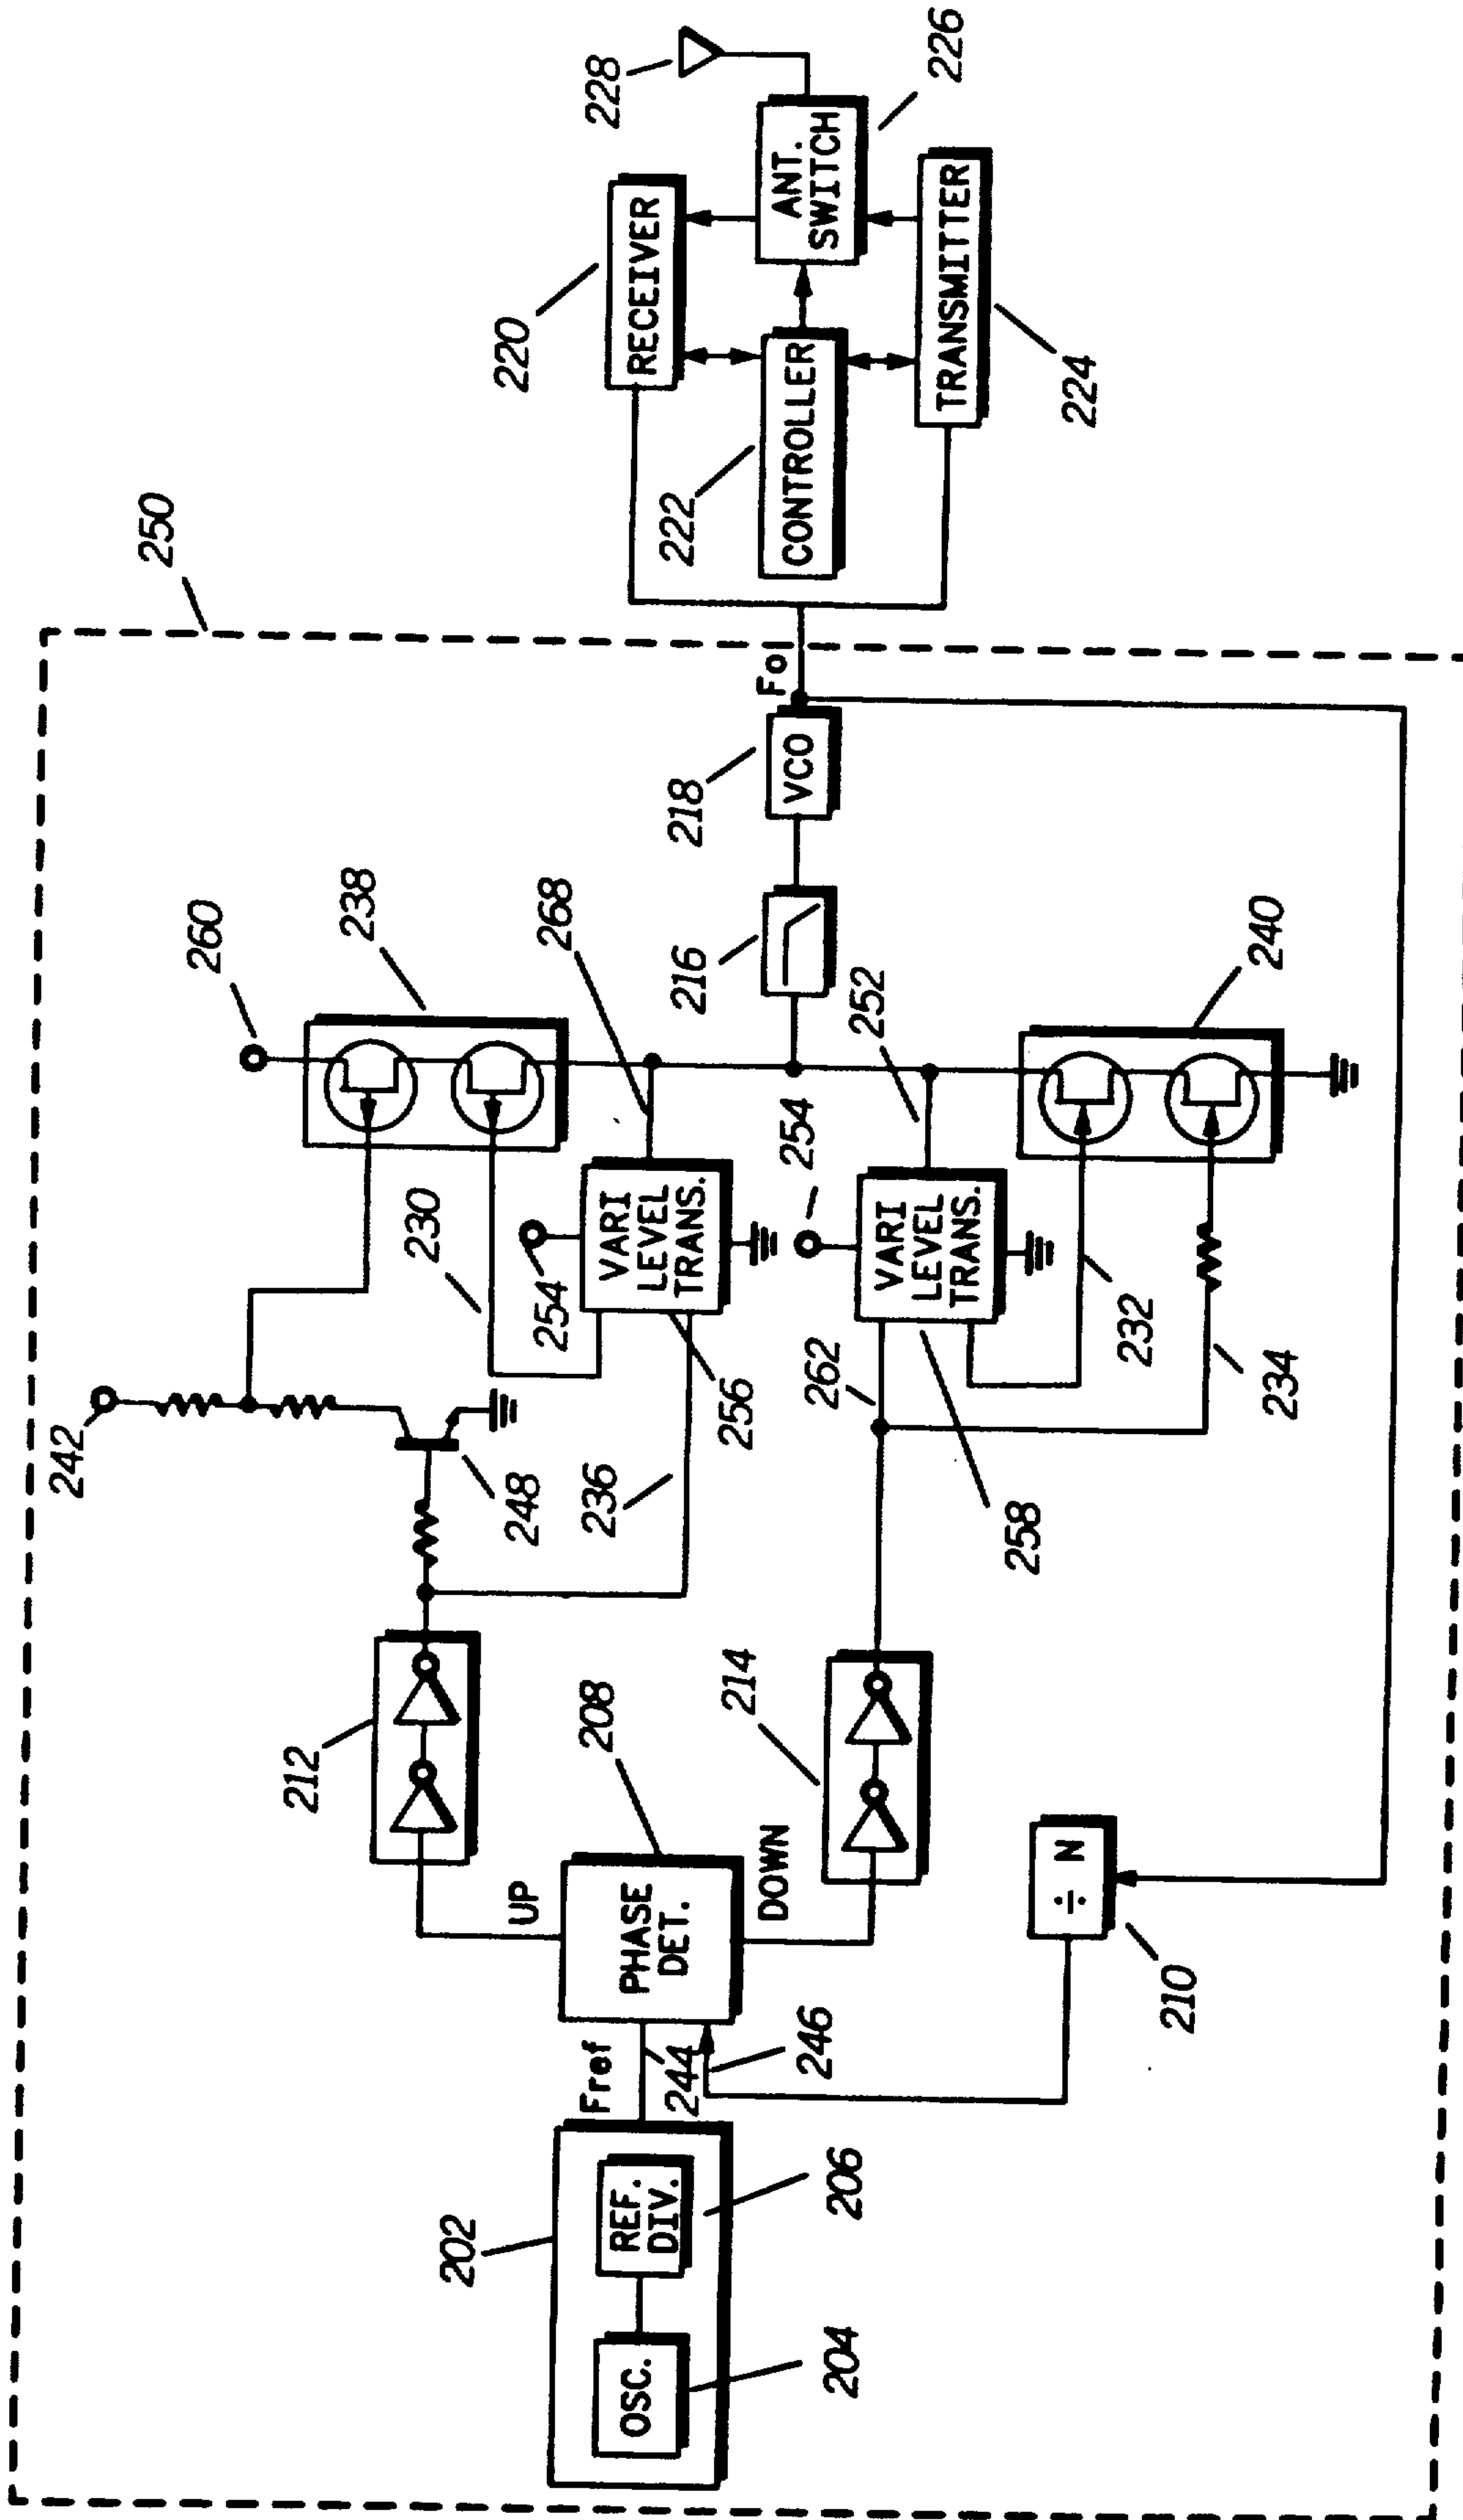 250
228
220
RECEIVER
226
ANT.
SWITCH
222
CONTROLLER
TRANSMITTER
224
Fo
218
VCO
216
260
238
268
252
240
242
230
254
VARI
LEVEL
TRANS.
256
254
VARI
LEVEL
TRANS.
262
258
232
234
248
236
212
UP
208
PHASE
DET.
DOWN
214
÷ N
210
Fref
244
246
202
REF.
DIV.
206
OSC.
204